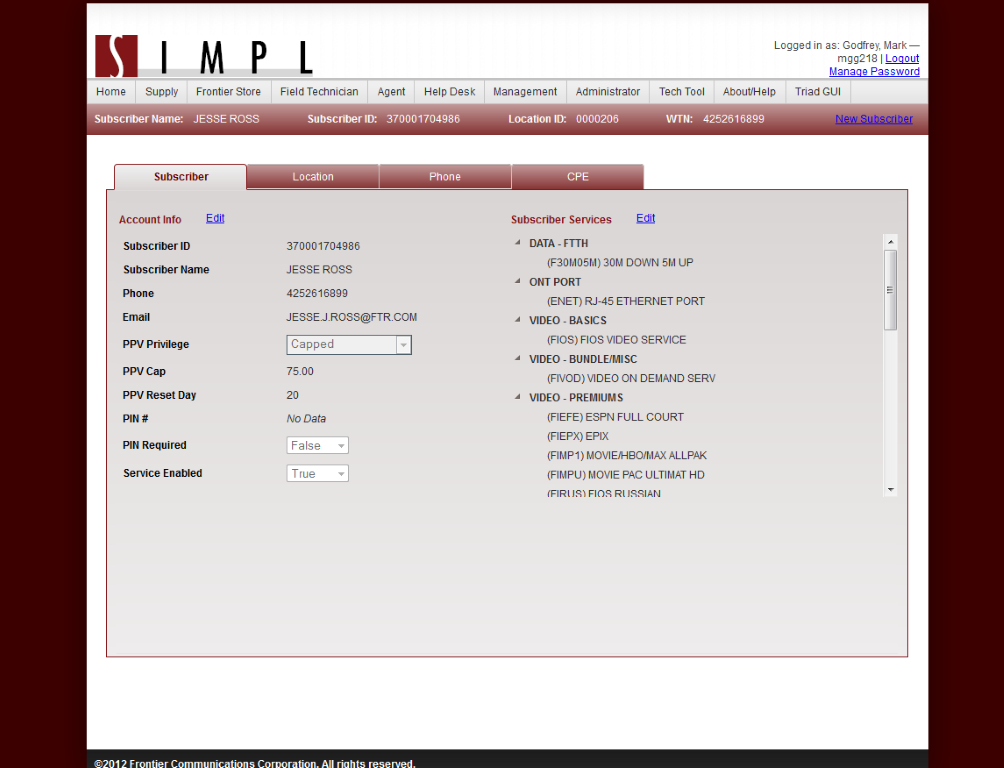 SIMPL
Logged in as: Godfrey, Mark —
mgg218 | Logout
Manage Password
Home Supply Frontier Store Field Technician Agent Help Desk Management Administrator Tech Tool About/Help Triad GUI
Subscriber Name: JESSE ROSS Subscriber ID: 370001704986 Location ID: 0000206 WTN: 4252616899 New Subscriber
Subscriber Location Phone CPE
Account Info Edit
Subscriber ID 370001704986
Subscriber Name JESSE ROSS
Phone 4252616899
Email JESSE.J.ROSS@FTR.COM
PPV Privilege Capped
PPV Cap 75.00
PPV Reset Day 20
PIN # No Data
PIN Required False
Service Enabled True
Subscriber Services Edit
DATA - FTTH
(F30M05M) 30M DOWN 5M UP
ONT PORT
(ENET) RJ-45 ETHERNET PORT
VIDEO - BASICS
(FIOS) FIOS VIDEO SERVICE
VIDEO - BUNDLE/MISC
(FIVOD) VIDEO ON DEMAND SERV
VIDEO - PREMIUMS
(FIEFE) ESPN FULL COURT
(FIEPX) EPIX
(FIMP1) MOVIE/HBO/MAX ALLPAK
(FIMPU) MOVIE PAC ULTIMAT HD
(FIRUS) FIOS RUSSIAN
©2012 Frontier Communications Corporation. All rights reserved.